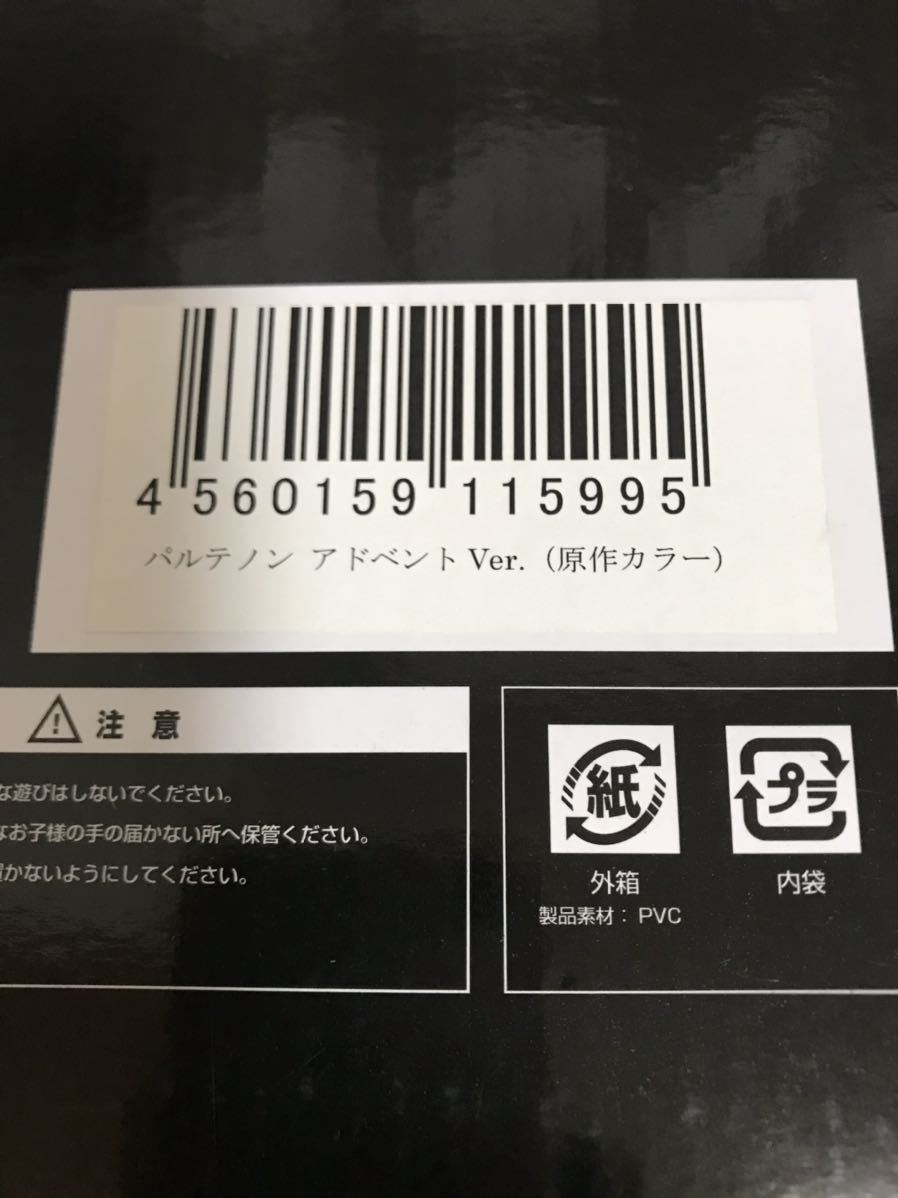 4 560159 115995
パルテノン アドベントVer.（原作カラー）
注 意
な遊びはしないでください。
なお子様の手の届かない所へ保管ください。
かないようにしてください。
紙
プラ
外箱
内袋
製品素材：PVC